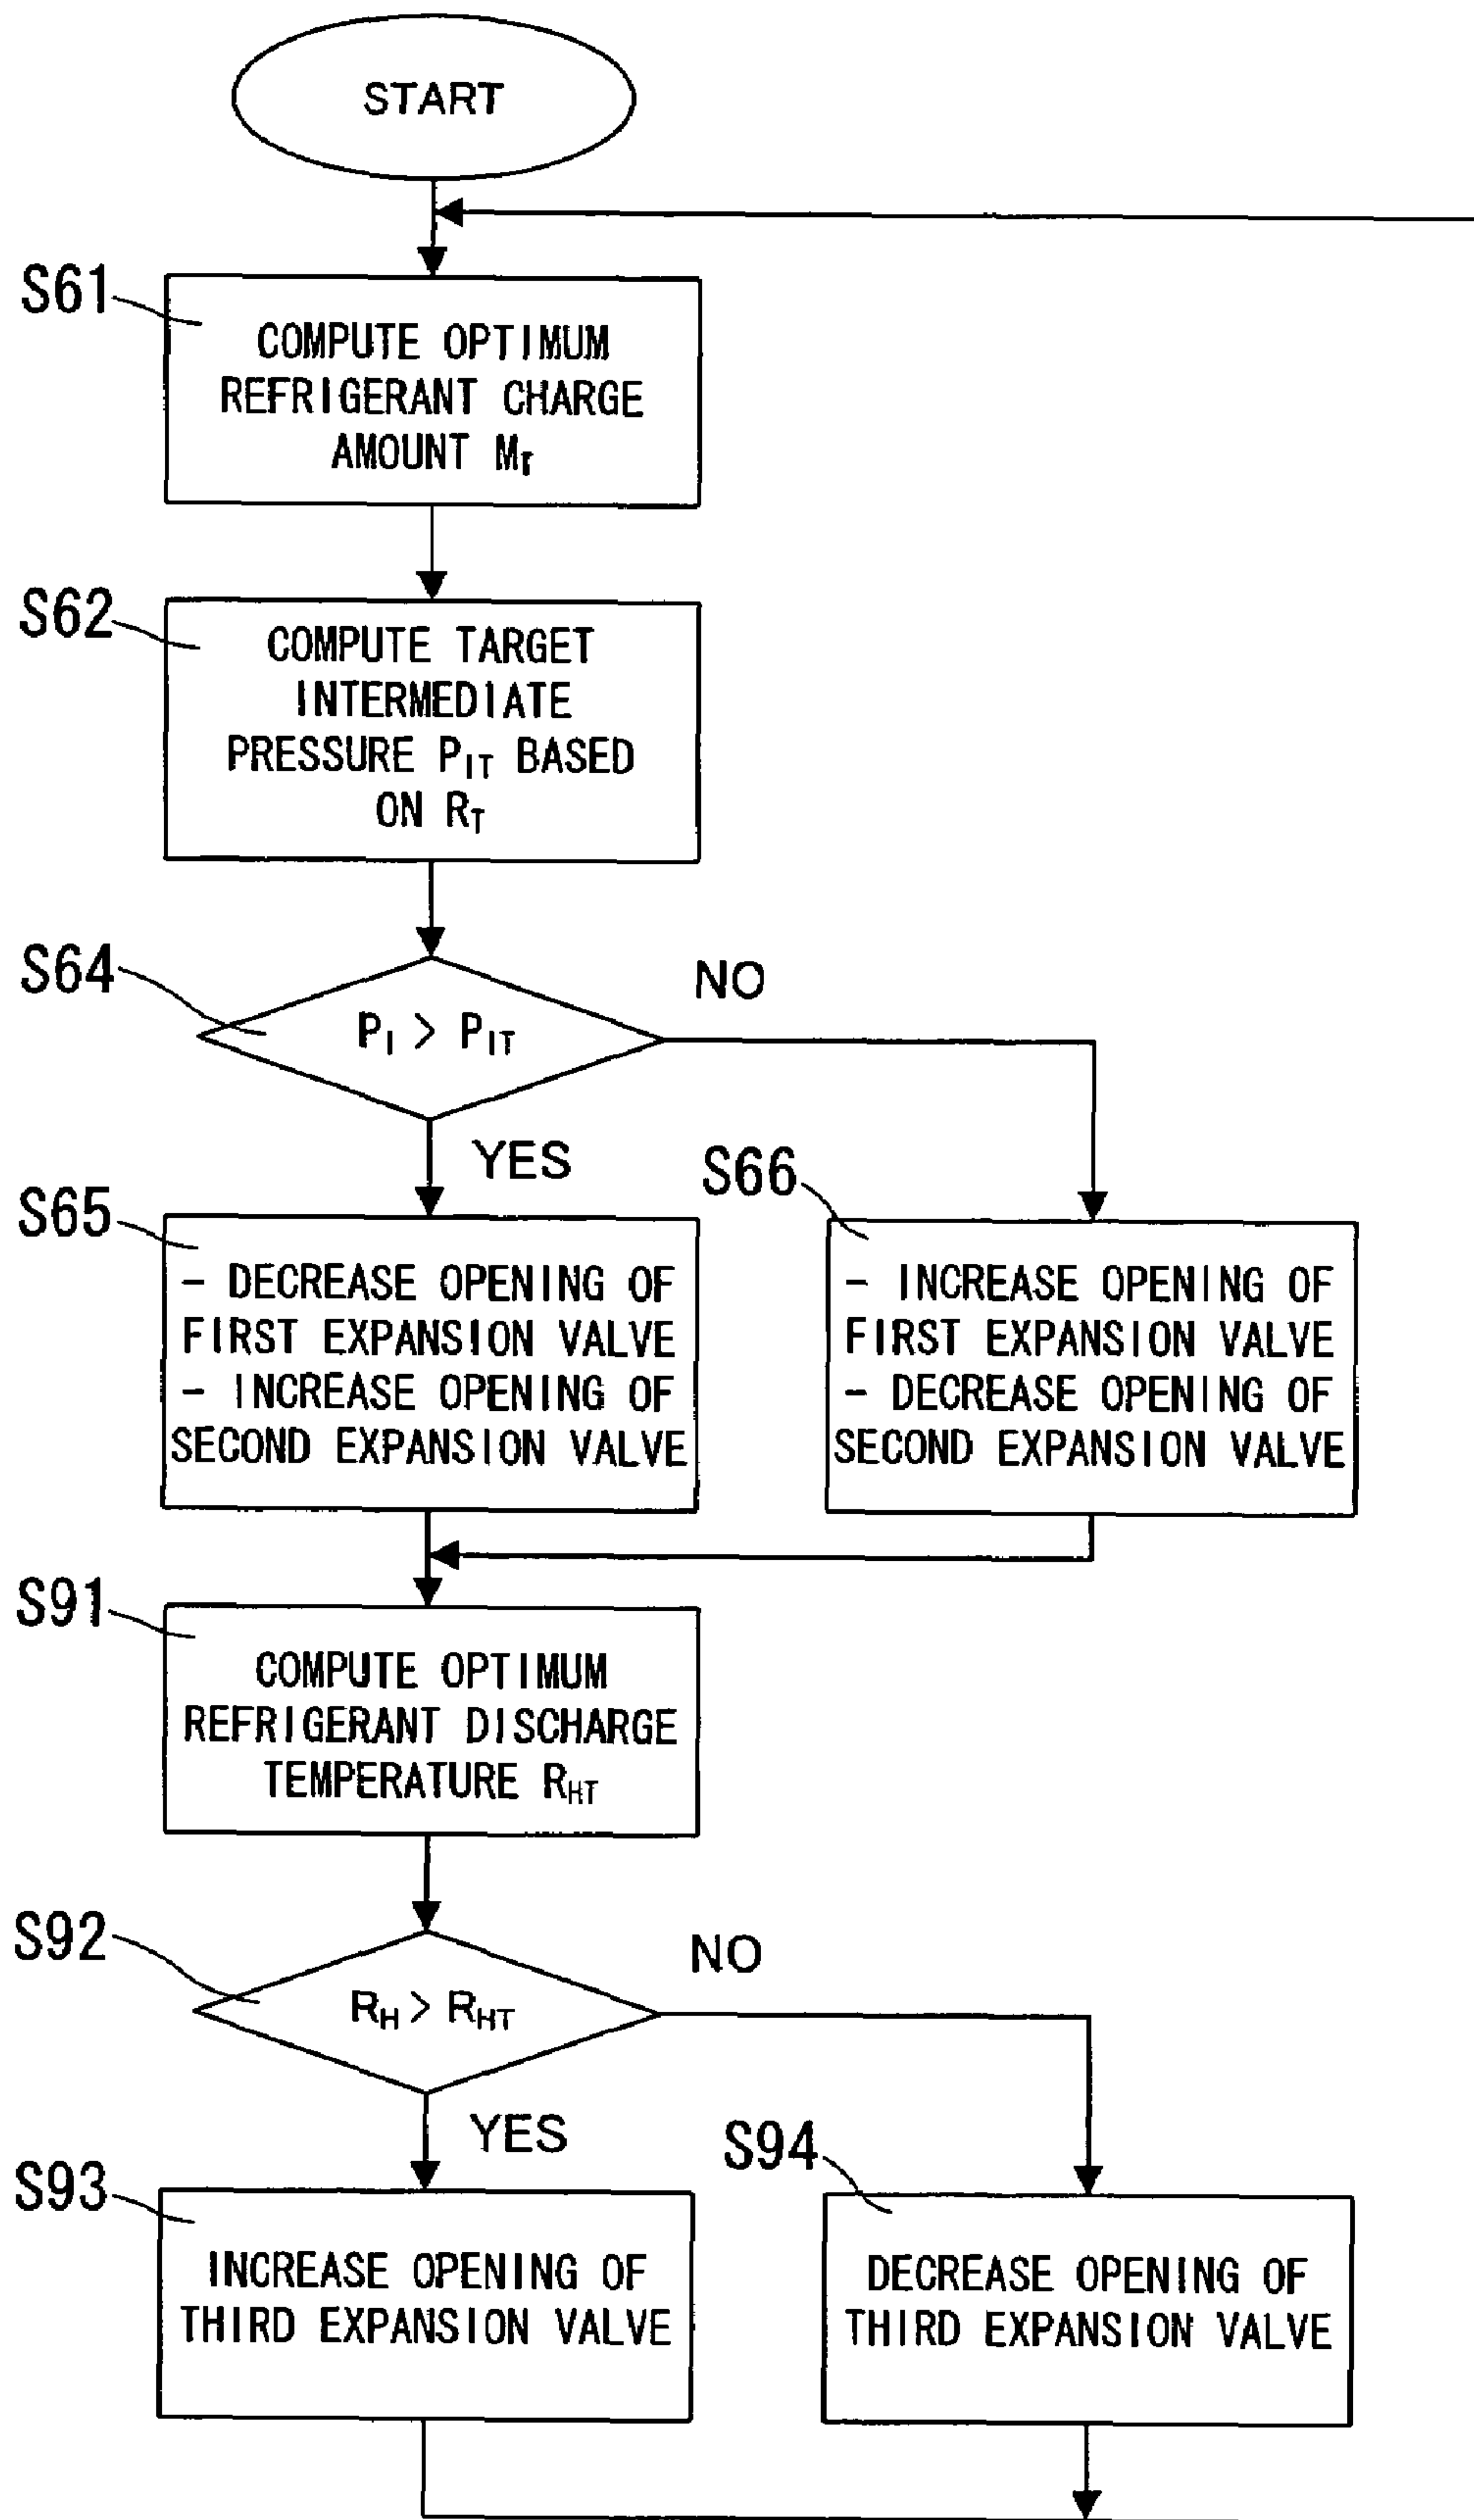 START
S61
COMPUTE OPTIMUM
REFRIGERANT CHARGE
AMOUNT Mr
S62
COMPUTE TARGET
INTERMEDIATE
PRESSURE PIT BASED
ON RT
S64
PI > PIT
NO
YES
S65
- DECREASE OPENING OF
FIRST EXPANSION VALVE
- INCREASE OPENING OF
SECOND EXPANSION VALVE
S66
- INCREASE OPENING OF
FIRST EXPANSION VALVE
- DECREASE OPENING OF
SECOND EXPANSION VALVE
S91
COMPUTE OPTIMUM
REFRIGERANT DISCHARGE
TEMPERATURE RHT
S92
RH > RHT
NO
YES
S93
INCREASE OPENING OF
THIRD EXPANSION VALVE
S94
DECREASE OPENING OF
THIRD EXPANSION VALVE